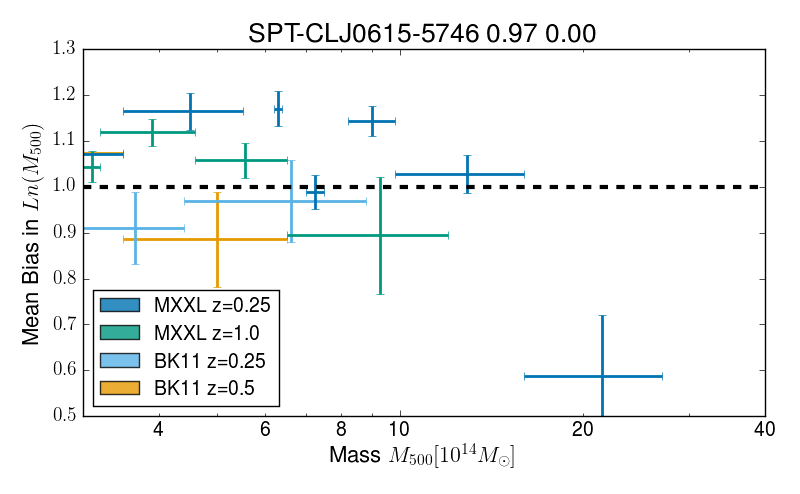 SPT-CLJ0615-5746 0.97 0.00
Mean Bias in Ln(M500)
1.3
1.2
1.1
1.0
0.9
0.8
0.7
0.6
0.5
MXXL z=0.25
MXXL z=1.0
BK11 z=0.25
BK11 z=0.5
4 6 8 10 20 40
Mass M500[10^14 M⊙]